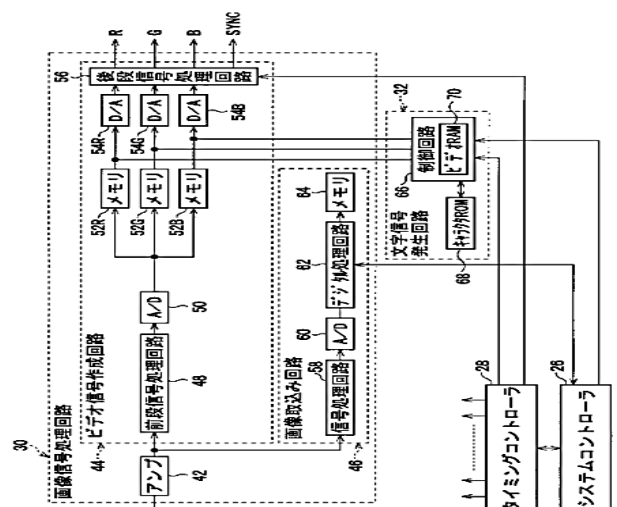 30
画像信号処理回路
44
ビデオ信号作成回路
アンプ
42
前段信号処理回路
48
A/D
50
52R
メモリ
52G
メモリ
52B
メモリ
54R
D/A
54G
D/A
54B
D/A
56
後段信号処理回路
R
G
B
SYNC
46
画像取込み回路
信号処理回路
58
60
A/D
62
デジタル処理回路
64
メモリ
32
文字信号
発生回路
66
制御回路
70
ビデオRAM
68
キャラクタROM
28
タイミングコントローラ
26
システムコントローラ